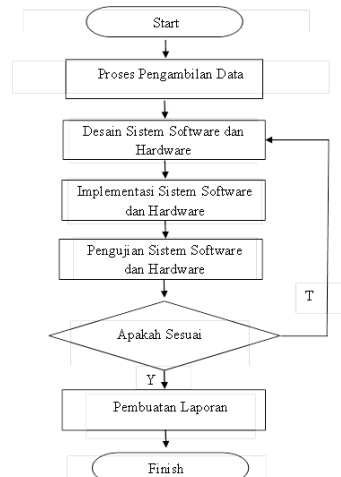 Start
Proses Pengambilan Data
Desain Sistem Software dan
Hardware
Implementasi Sistem Software
dan Hardware
Pengujian Sistem Software
dan Hardware
T
Apakah Sesuai
Y
Pembuatan Laporan
Finish